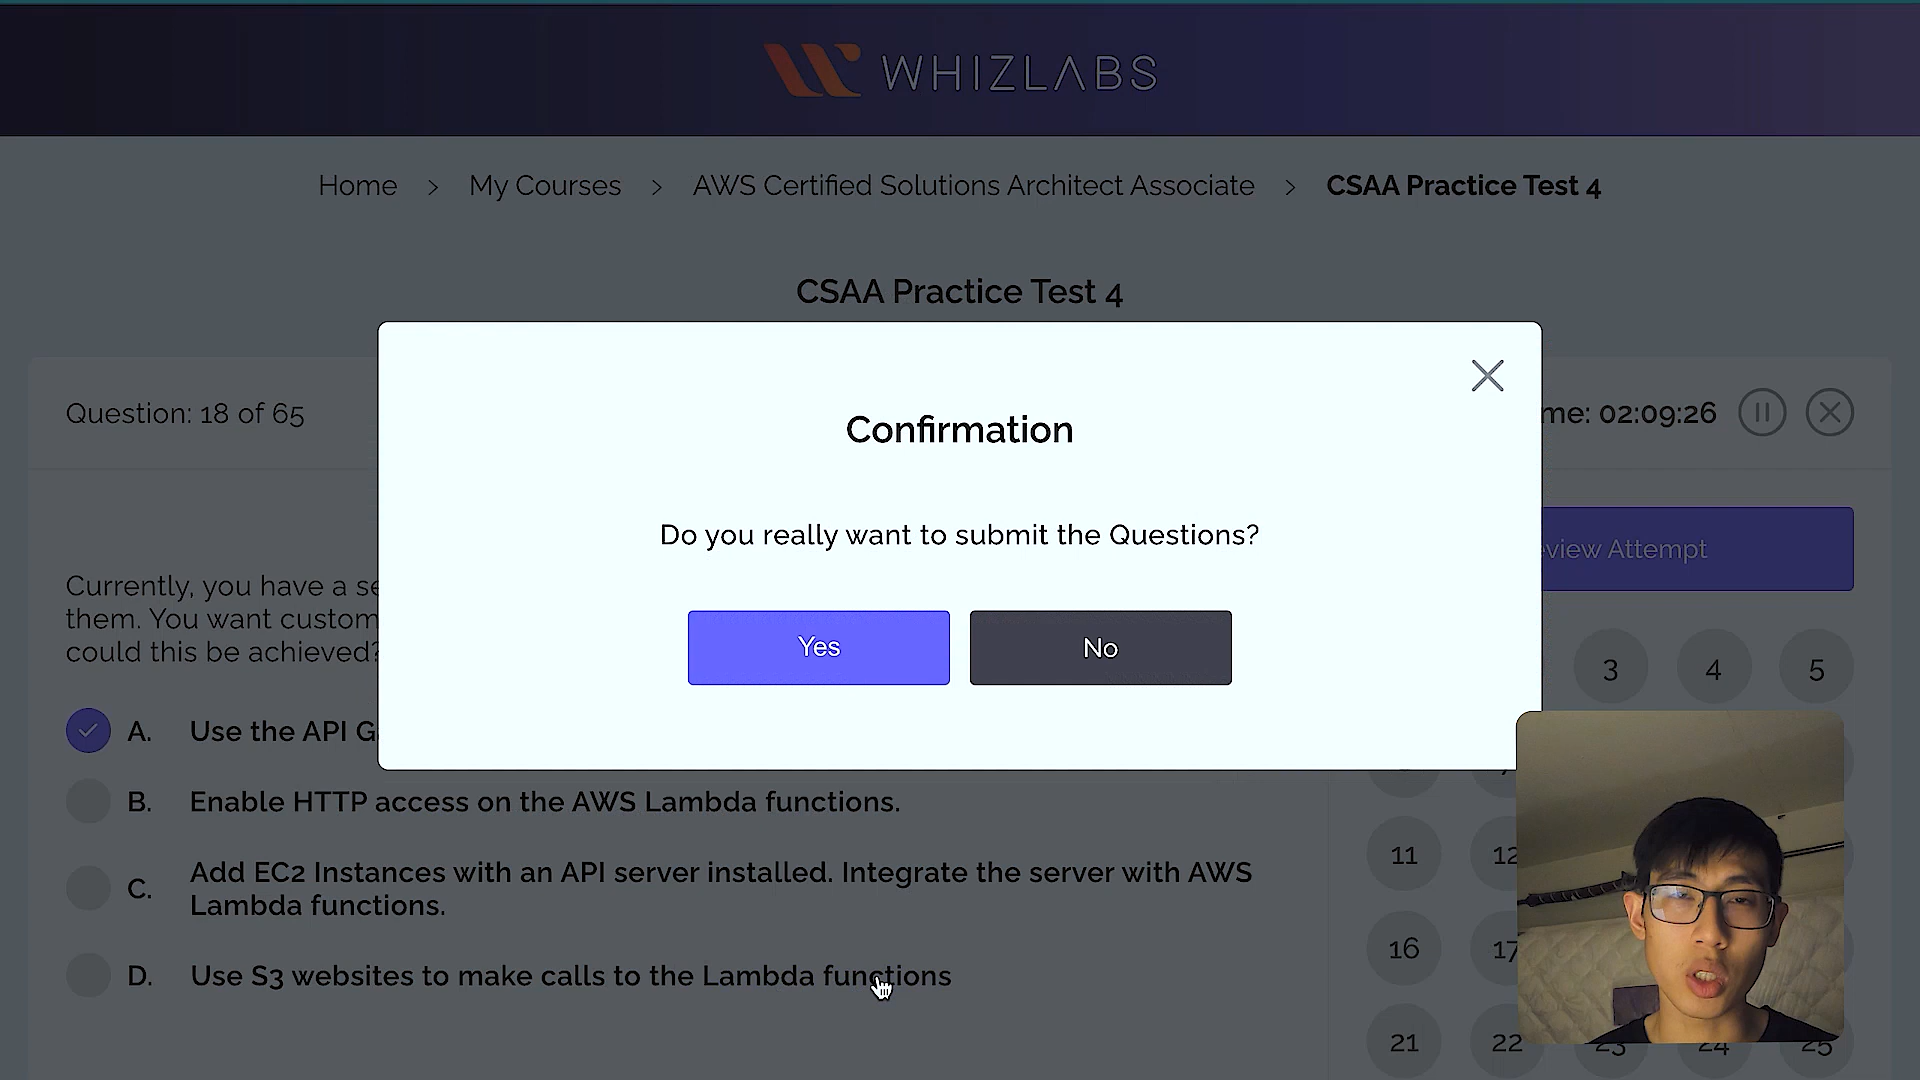 WHIZLABS
Home > My Courses > AWS Certified Solutions Architect Associate > CSAA Practice Test 4
CSAA Practice Test 4
Question: 18 of 65
me: 02:09:26
Confirmation
Do you really want to submit the Questions?
Yes
No
view Attempt
Currently, you have a se
them. You want custom
could this be achieved?
A. Use the API G
B. Enable HTTP access on the AWS Lambda functions.
C. Add EC2 Instances with an API server installed. Integrate the server with AWS
Lambda functions.
D. Use S3 websites to make calls to the Lambda functions
3 4 5
11 12
16 17
21 22 23 24 25